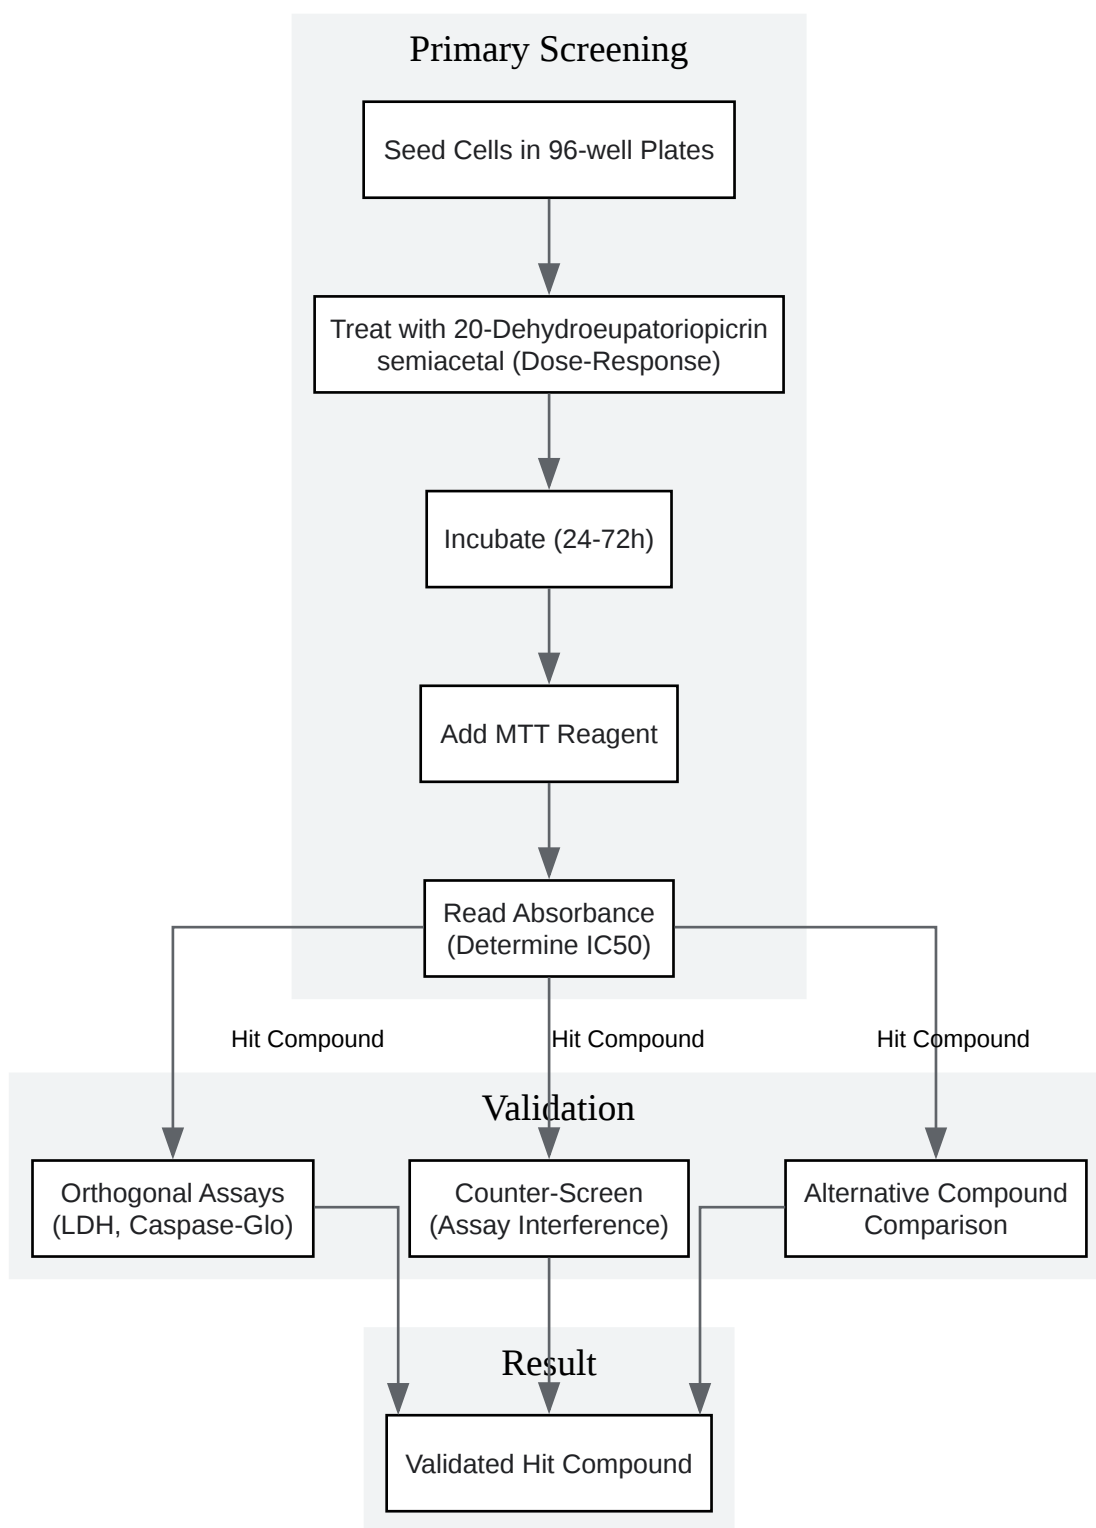 Primary Screening
Seed Cells in 96-well Plates
Treat with 20-Dehydroeupatoriopicrin
semiacetal (Dose-Response)
Incubate (24-72h)
Add MTT Reagent
Read Absorbance
(Determine IC50)
Hit Compound
Hit Compound
Hit Compound
Validation
Orthogonal Assays
(LDH, Caspase-Glo)
Counter-Screen
(Assay Interference)
Alternative Compound
Comparison
Result
Validated Hit Compound